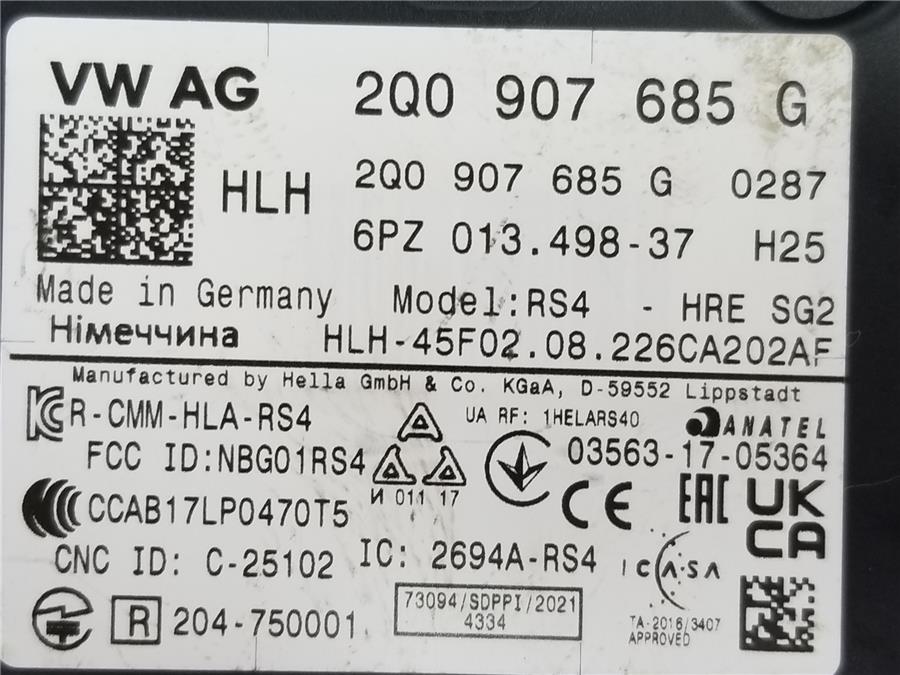 VW AG 2Q0 907 685 G
HLH 2Q0 907 685 G 0287
6PZ 013.498-37 H25
Made in Germany Model:RS4 - HRE SG2
Німеччина HLH-45F02.08.226CA202AF
Manufactured by Hella GmbH & Co. KGaA, D-59552 Lippstadt
R-CMM-HLA-RS4 UA RF: 1HELARS40 ANATEL
FCC ID:NBG01RS4 03563-17-05364
И 011 17
CCAB17LP0470T5 CE EAC UK
CA
CNC ID: C-25102 IC: 2694A-RS4 ICASA
R 204-750001 73094/SDPPI/2021
4334
TA-2016/3407
APPROVED